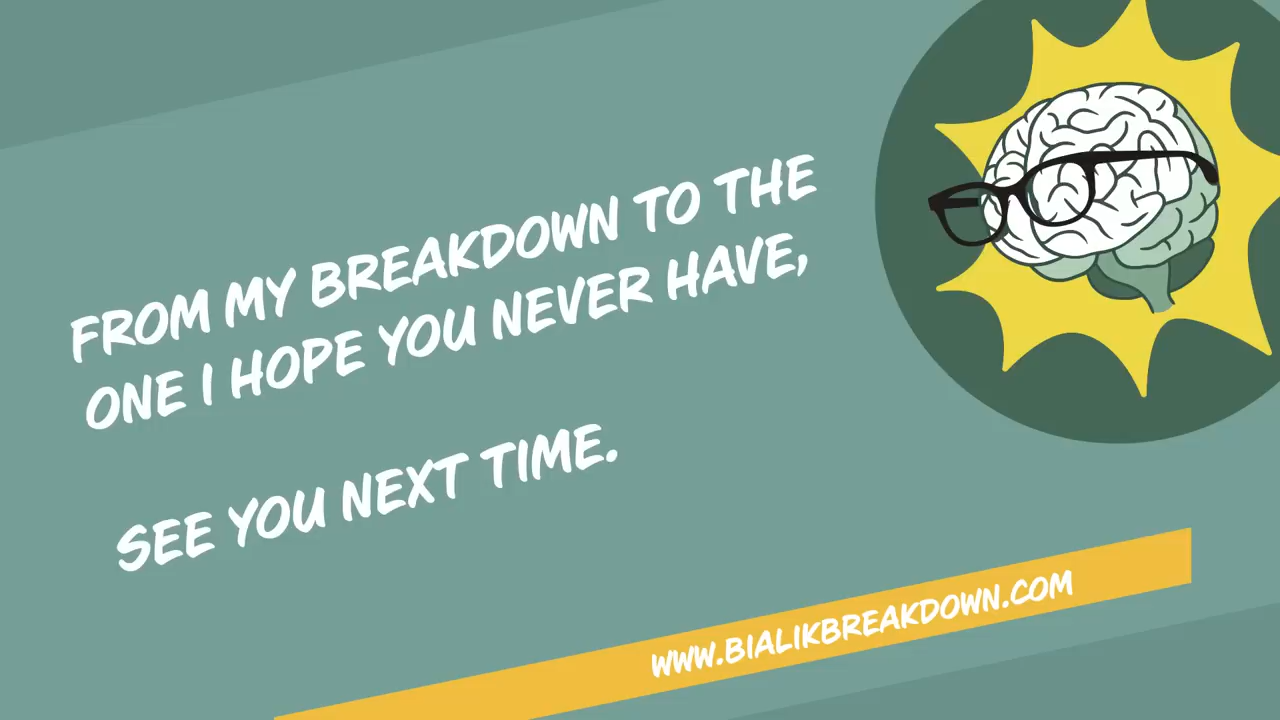 FROM MY BREAKDOWN TO THE
ONE I HOPE YOU NEVER HAVE,
SEE YOU NEXT TIME.
WWW.BIALIKBREAKDOWN.COM